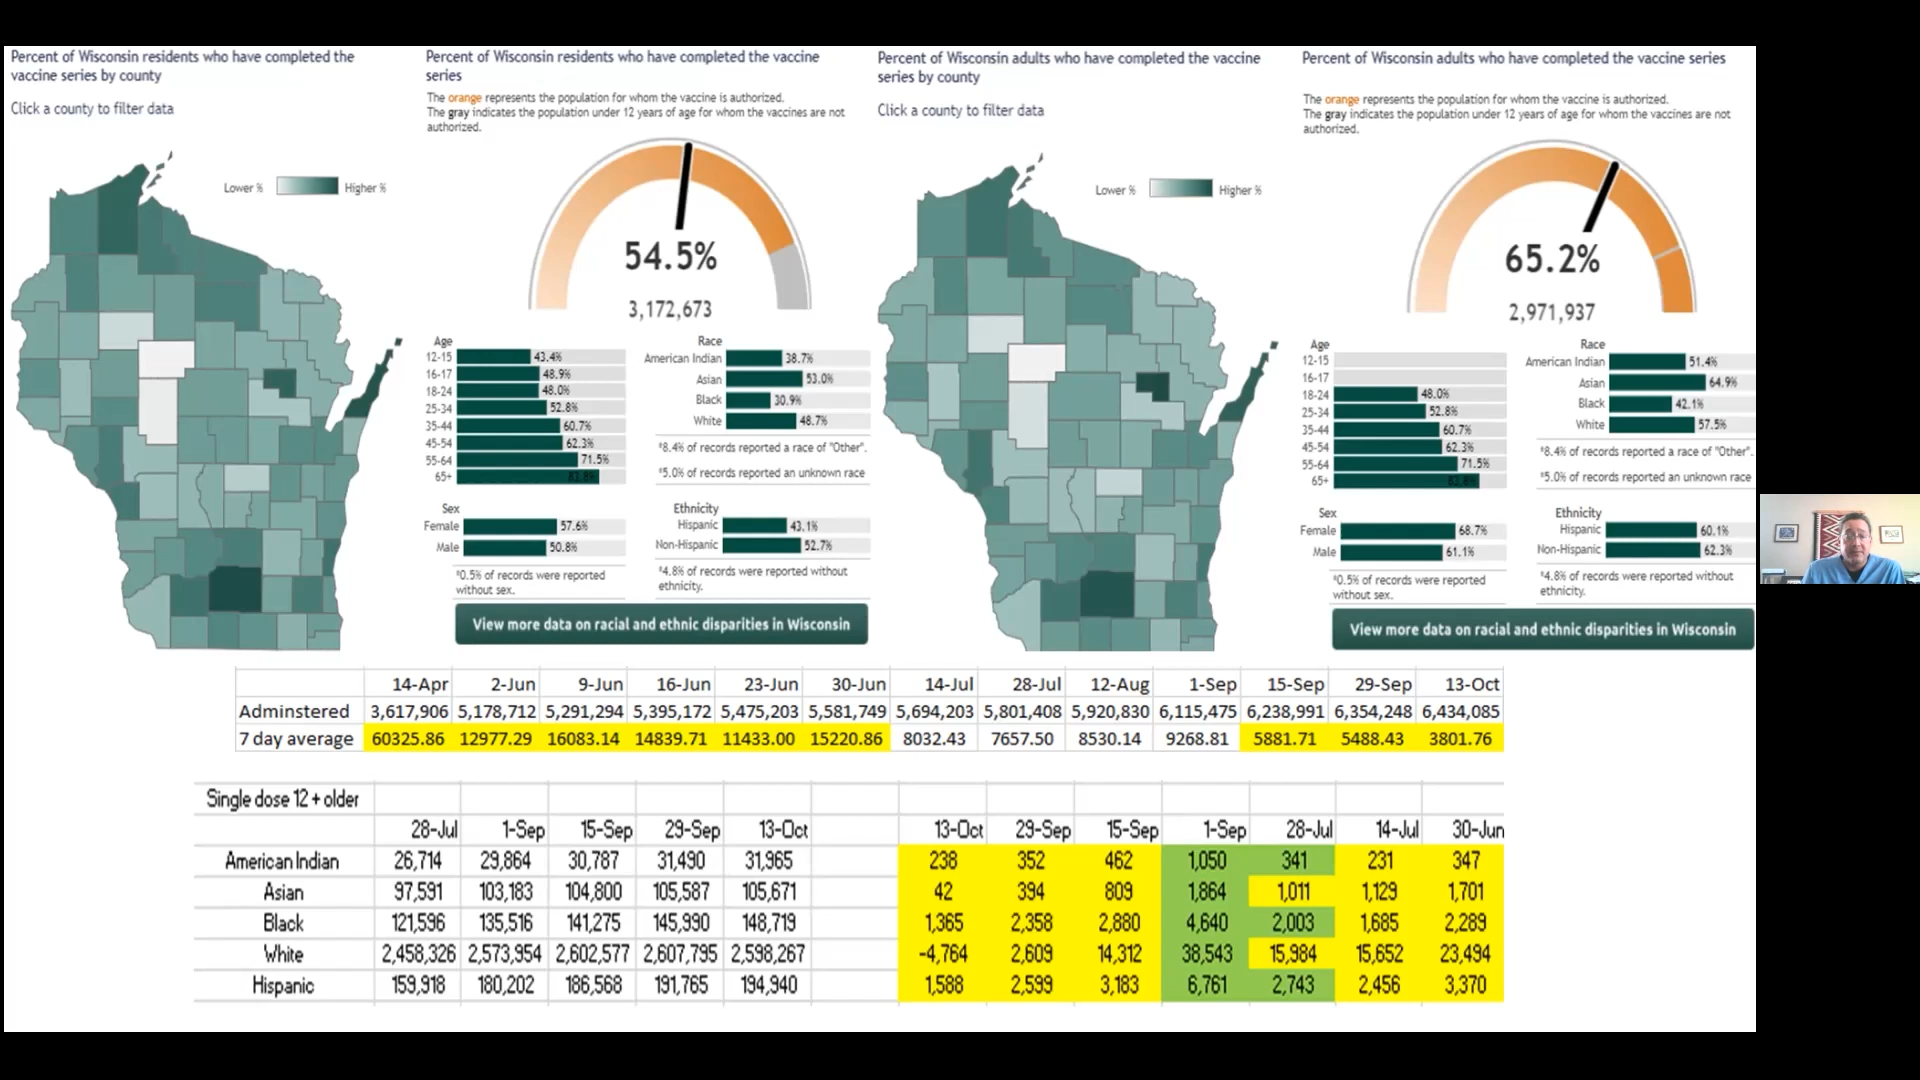 Percent of Wisconsin residents who have completed the
vaccine series by county
Click a county to filter data
Lower % Higher %
Percent of Wisconsin residents who have completed the vaccine
series
The orange represents the population for whom the vaccine is authorized.
The gray indicates the population under 12 years of age for whom the vaccines are not
authorized.
54.5%
3,172,673
Age
12-15 43.4%
16-17 48.9%
18-24 48.0%
25-34 52.8%
35-44 60.7%
45-54 62.3%
55-64 71.5%
65+
Race
American Indian 38.7%
Asian 53.0%
Black 30.9%
White 48.7%
*8.4% of records reported a race of "Other".
*5.0% of records reported an unknown race
Sex
Female 57.6%
Male 50.8%
*0.5% of records were reported
without sex.
Ethnicity
Hispanic 43.1%
Non-Hispanic 52.7%
*4.8% of records were reported without
ethnicity.
View more data on racial and ethnic disparities in Wisconsin
Percent of Wisconsin adults who have completed the vaccine
series by county
Click a county to filter data
Lower % Higher %
Percent of Wisconsin adults who have completed the vaccine series
The orange represents the population for whom the vaccine is authorized.
The gray indicates the population under 12 years of age for whom the vaccines are not
authorized.
65.2%
2,971,937
Age
12-15
16-17
18-24 48.0%
25-34 52.8%
35-44 60.7%
45-54 62.3%
55-64 71.5%
65+
Race
American Indian 51.4%
Asian 64.9%
Black 42.1%
White 57.5%
*8.4% of records reported a race of "Other".
*5.0% of records reported an unknown race
Sex
Female 68.7%
Male 61.1%
*0.5% of records were reported
without sex.
Ethnicity
Hispanic 60.1%
Non-Hispanic 62.3%
*4.8% of records were reported without
ethnicity.
View more data on racial and ethnic disparities in Wisconsin
14-Apr 2-Jun 9-Jun 16-Jun 23-Jun 30-Jun 14-Jul 28-Jul 12-Aug 1-Sep 15-Sep 29-Sep 13-Oct
Adminstered 3,617,906 5,178,712 5,291,294 5,395,172 5,475,203 5,581,749 5,694,203 5,801,408 5,920,830 6,115,475 6,238,991 6,354,248 6,434,085
7 day average 60325.86 12977.29 16083.14 14839.71 11433.00 15220.86 8032.43 7657.50 8530.14 9268.81 5881.71 5488.43 3801.76
Single dose 12 + older
28-Jul 1-Sep 15-Sep 29-Sep 13-Oct 13-Oct 29-Sep 15-Sep 1-Sep 28-Jul 14-Jul 30-Jun
American Indian 26,714 29,864 30,787 31,490 31,965 238 352 462 1,050 341 231 347
Asian 97,591 103,183 104,800 105,587 105,671 42 394 809 1,864 1,011 1,129 1,701
Black 121,596 135,516 141,275 145,990 148,719 1,365 2,358 2,880 4,640 2,003 1,685 2,289
White 2,458,326 2,573,954 2,602,577 2,607,795 2,598,267 -4,764 2,609 14,312 38,543 15,984 15,652 23,494
Hispanic 159,918 180,202 186,568 191,765 194,940 1,588 2,599 3,183 6,761 2,743 2,456 3,370